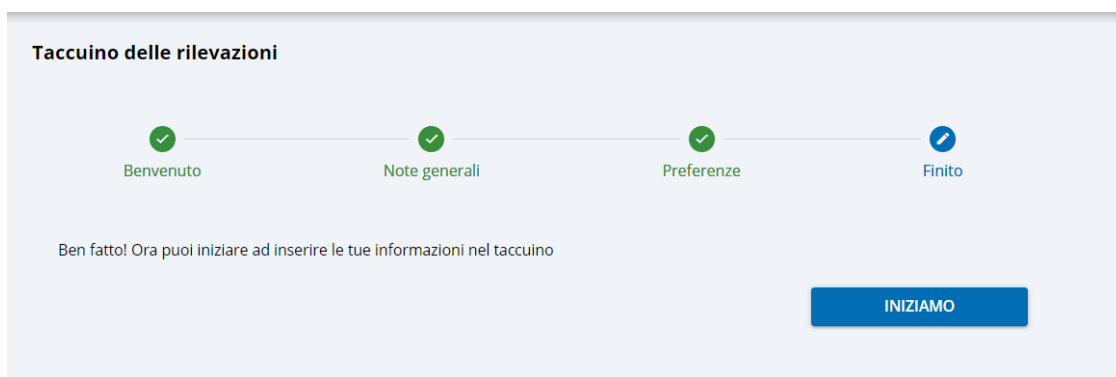 Taccuino delle rilevazioni
Benvenuto
Note generali
Preferenze
Finito
Ben fatto! Ora puoi iniziare ad inserire le tue informazioni nel taccuino
INIZIAMO